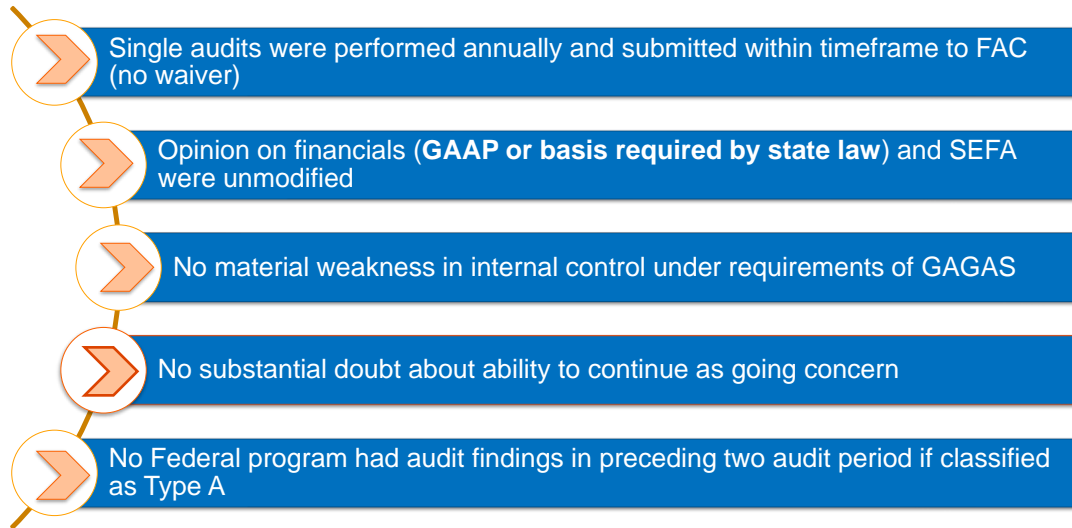 Single audits were performed annually and submitted within timeframe to FAC
(no waiver)
Opinion on financials (GAAP or basis required by state law) and SEFA
were unmodified
No material weakness in internal control under requirements of GAGAS
No substantial doubt about ability to continue as going concern
No Federal program had audit findings in preceding two audit period if classified
as Type A